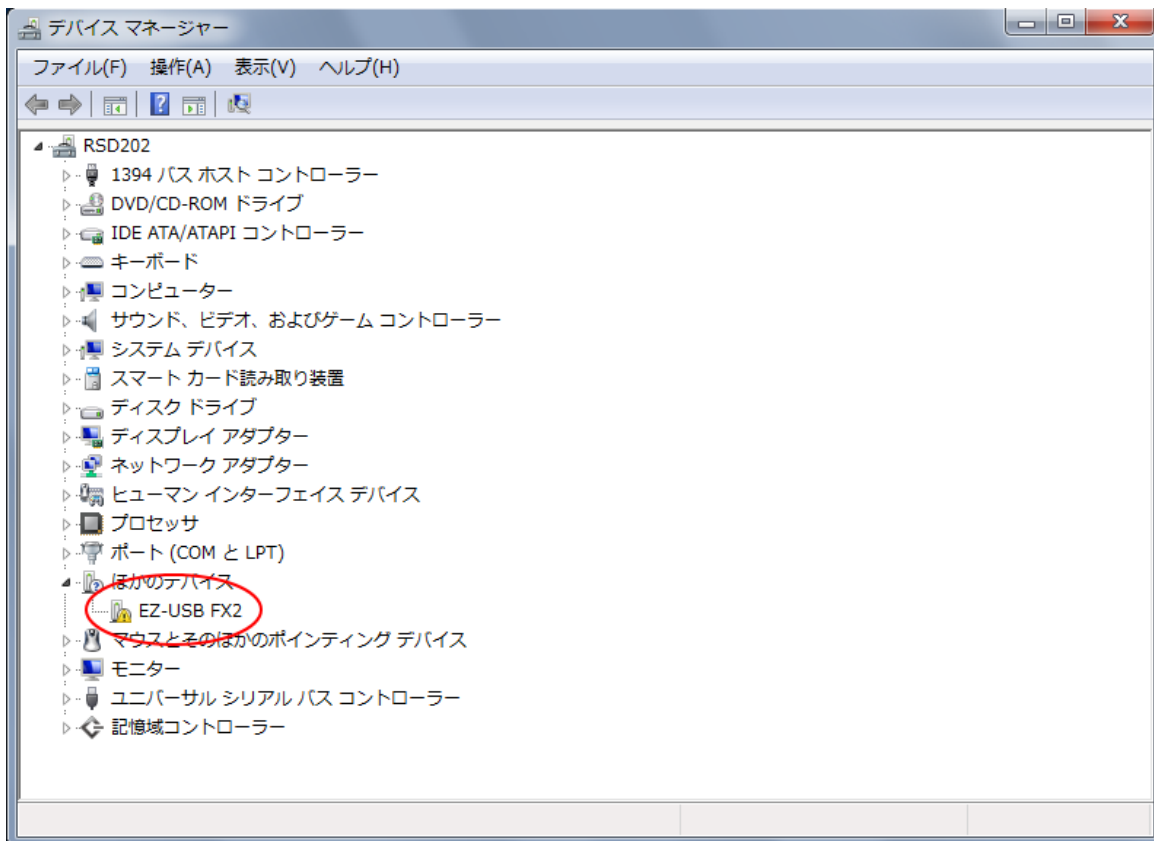 デバイス マネージャー
ファイル(F) 操作(A) 表示(V) ヘルプ(H)
RSD202
1394 バス ホスト コントローラー
DVD/CD-ROM ドライブ
IDE ATA/ATAPI コントローラー
キーボード
コンピューター
サウンド、ビデオ、およびゲーム コントローラー
システム デバイス
スマート カード読み取り装置
ディスク ドライブ
ディスプレイ アダプター
ネットワーク アダプター
ヒューマン インターフェイス デバイス
プロセッサ
ポート (COM と LPT)
ほかのデバイス
EZ-USB FX2
マウスとそのほかのポインティング デバイス
モニター
ユニバーサル シリアル バス コントローラー
記憶域コントローラー